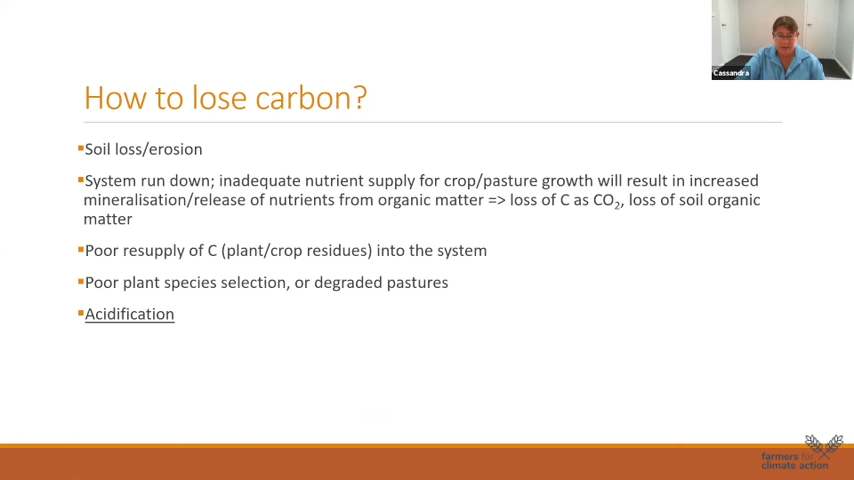 Cassandra
How to lose carbon?
▪Soil loss/erosion
▪System run down; inadequate nutrient supply for crop/pasture growth will result in increased
mineralisation/release of nutrients from organic matter => loss of C as CO₂, loss of soil organic
matter
▪Poor resupply of C (plant/crop residues) into the system
▪Poor plant species selection, or degraded pastures
▪Acidification
farmers for
climate action